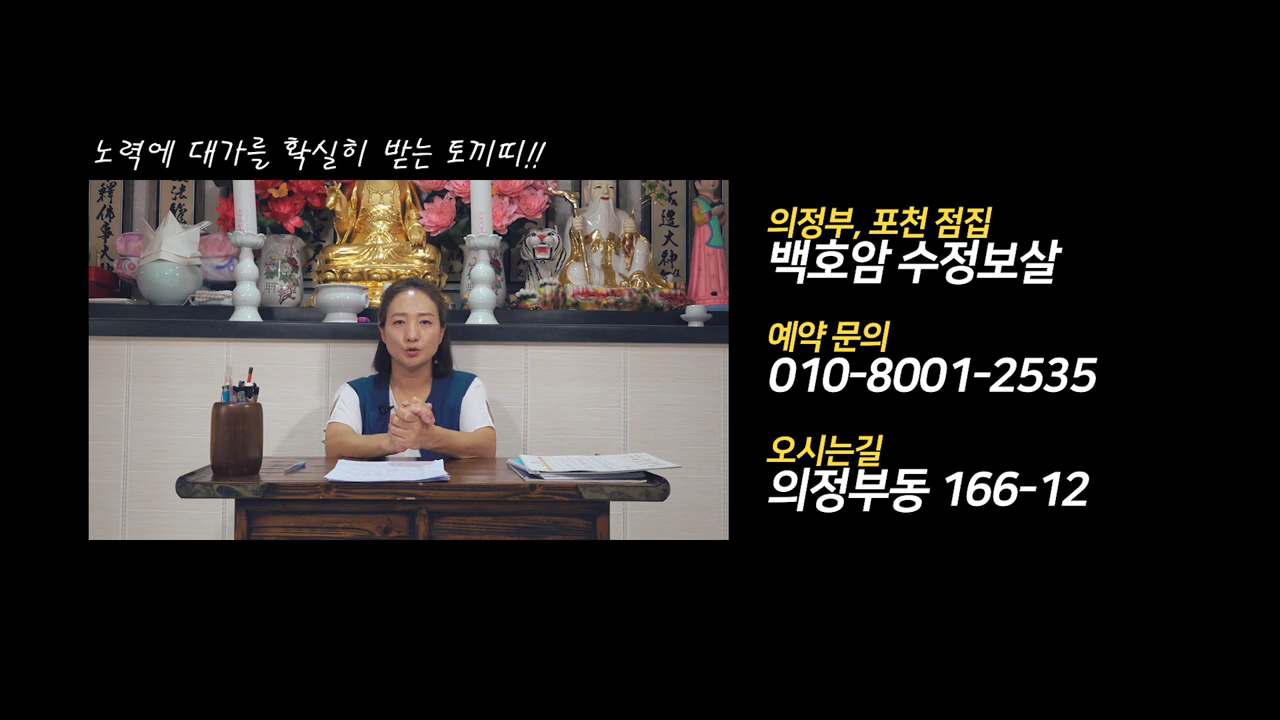 노력에 대가를 확실히 받는 토끼띠!!
의정부, 포천 점집
백호암 수정보살
예약 문의
010-8001-2535
오시는길
의정부동 166-12